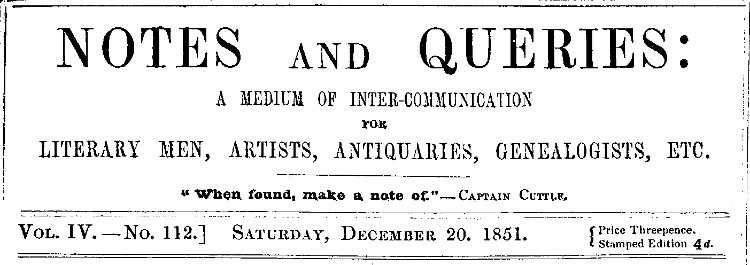 NOTES AND QUERIES:
A MEDIUM OF INTER-COMMUNICATION
FOR
LITERARY MEN, ARTISTS, ANTIQUARIES, GENEALOGISTS, ETC.
"When found, make a note of."—CAPTAIN CUTTLE.
VOL. IV.—No. 112.] SATURDAY, DECEMBER 20. 1851. { Price Threepence.
Stamped Edition 4d.